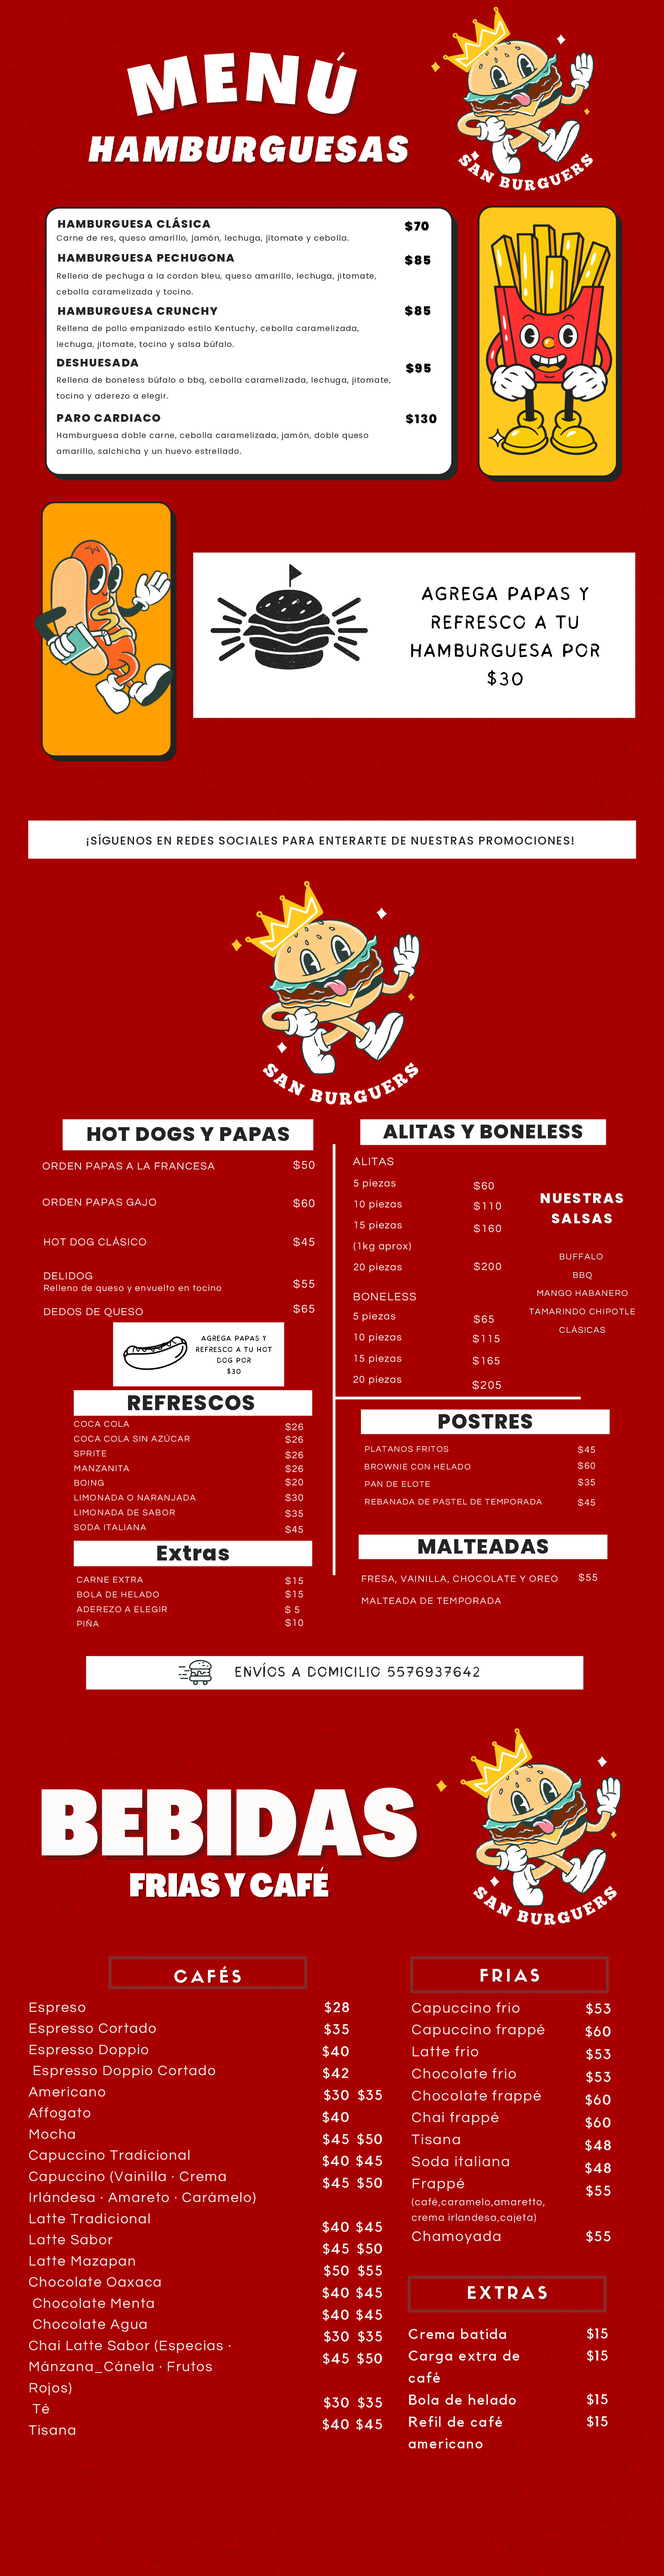 MENÚ
HAMBURGUESAS
SAN BURGUERS
HAMBURGUESA CLÁSICA $70
Carne de res, queso amarillo, jamón, lechuga, jitomate y cebolla.
HAMBURGUESA PECHUGONA $85
Rellena de pechuga a la cordon bleu, queso amarillo, lechuga, jitomate,
cebolla caramelizada y tocino.
HAMBURGUESA CRUNCHY $85
Rellena de pollo empanizado estilo Kentuchy, cebolla caramelizada,
lechuga, jitomate, tocino y salsa búfalo.
DESHUESADA $95
Rellena de boneless búfalo o bbq, cebolla caramelizada, lechuga, jitomate,
tocino y aderezo a elegir.
PARO CARDIACO $130
Hamburguesa doble carne, cebolla caramelizada, jamón, doble queso
amarillo, salchicha y un huevo estrellado.
AGREGA PAPAS Y
REFRESCO A TU
HAMBURGUESA POR
$30
¡SÍGUENOS EN REDES SOCIALES PARA ENTERARTE DE NUESTRAS PROMOCIONES!
SAN BURGUERS
HOT DOGS Y PAPAS
ORDEN PAPAS A LA FRANCESA $50
ORDEN PAPAS GAJO $60
HOT DOG CLÁSICO $45
DELIDOG
Relleno de queso y envuelto en tocino $55
DEDOS DE QUESO $65
AGREGA PAPAS Y
REFRESCO A TU HOT
DOG POR
$30
REFRESCOS
COCA COLA $26
COCA COLA SIN AZÚCAR $26
SPRITE $26
MANZANITA $26
BOING $20
LIMONADA O NARANJADA $30
LIMONADA DE SABOR $35
SODA ITALIANA $45
Extras
CARNE EXTRA $15
BOLA DE HELADO $15
ADEREZO A ELEGIR $ 5
PIÑA $10
ALITAS Y BONELESS
ALITAS
5 piezas $60
10 piezas $110
15 piezas $160
(1kg aprox)
20 piezas $200
BONELESS
5 piezas $65
10 piezas $115
15 piezas $165
20 piezas $205
NUESTRAS
SALSAS
BUFFALO
BBQ
MANGO HABANERO
TAMARINDO CHIPOTLE
CLÁSICAS
POSTRES
PLATANOS FRITOS $45
BROWNIE CON HELADO $60
PAN DE ELOTE $35
REBANADA DE PASTEL DE TEMPORADA $45
MALTEADAS
FRESA, VAINILLA, CHOCOLATE Y OREO $55
MALTEADA DE TEMPORADA
ENVÍOS A DOMICILIO 5576937642
BEBIDAS
FRIAS Y CAFÉ
SAN BURGUERS
CAFÉS
Espreso $28
Espresso Cortado $35
Espresso Doppio $40
Espresso Doppio Cortado $42
Americano $30 $35
Affogato $40
Mocha $45 $50
Capuccino Tradicional $40 $45
Capuccino (Vainilla · Crema $45 $50
Irlándesa · Amareto · Carámelo)
Latte Tradicional $40 $45
Latte Sabor $45 $50
Latte Mazapan $50 $55
Chocolate Oaxaca $40 $45
Chocolate Menta $40 $45
Chocolate Agua $30 $35
Chai Latte Sabor (Especias · $45 $50
Mánzana_Cánela · Frutos
Rojos)
Té $30 $35
Tisana $40 $45
FRIAS
Capuccino frio $53
Capuccino frappé $60
Latte frio $53
Chocolate frio $53
Chocolate frappé $60
Chai frappé $60
Tisana $48
Soda italiana $48
Frappé $55
(café,caramelo,amaretto,
crema irlandesa,cajeta)
Chamoyada $55
EXTRAS
Crema batida $15
Carga extra de $15
café
Bola de helado $15
Refil de café $15
americano